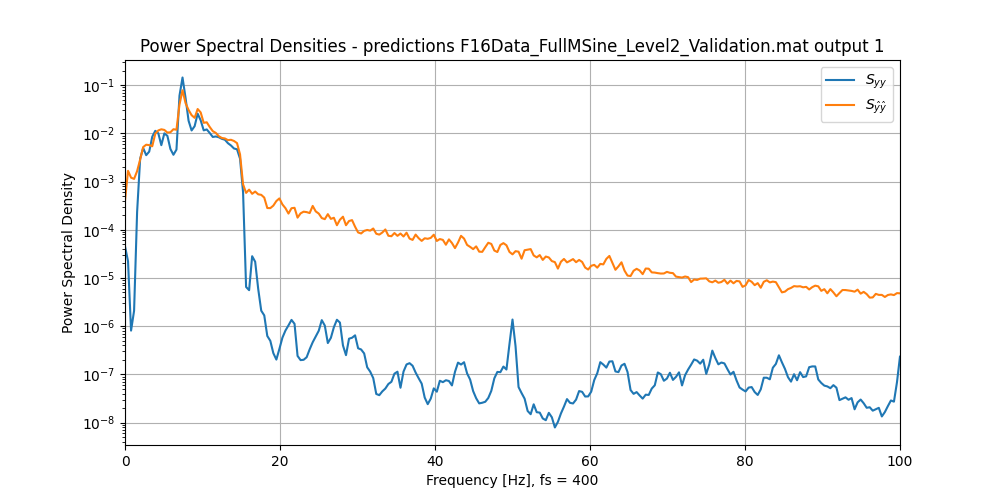 Power Spectral Densities - predictions F16Data_FullMSine_Level2_Validation.mat output 1
S_yy
S_ŷŷ
10⁻¹
10⁻²
10⁻³
10⁻⁴
10⁻⁵
10⁻⁶
10⁻⁷
10⁻⁸
Power Spectral Density
0 20 40 60 80 100
Frequency [Hz], fs = 400